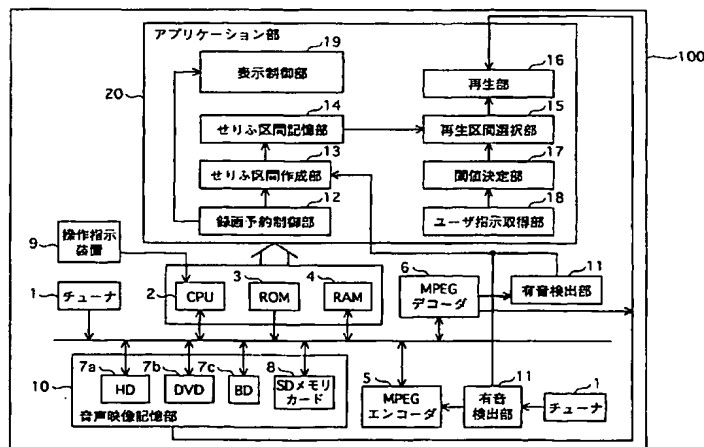 アプリケーション部
100
20
19
表示制御部
16
再生部
14
せりふ区間記憶部
15
再生区間選択部
13
せりふ区間作成部
17
閾値決定部
12
録画予約制御部
18
ユーザ指示取得部
9
操作指示
装置
1
チューナ
2
CPU
3
ROM
4
RAM
6
MPEG
デコーダ
11
有音検出部
10
7a
HD
7b
DVD
7c
BD
8
SDメモリ
カード
音声映像記憶部
5
MPEG
エンコーダ
11
有音
検出部
1
チューナ